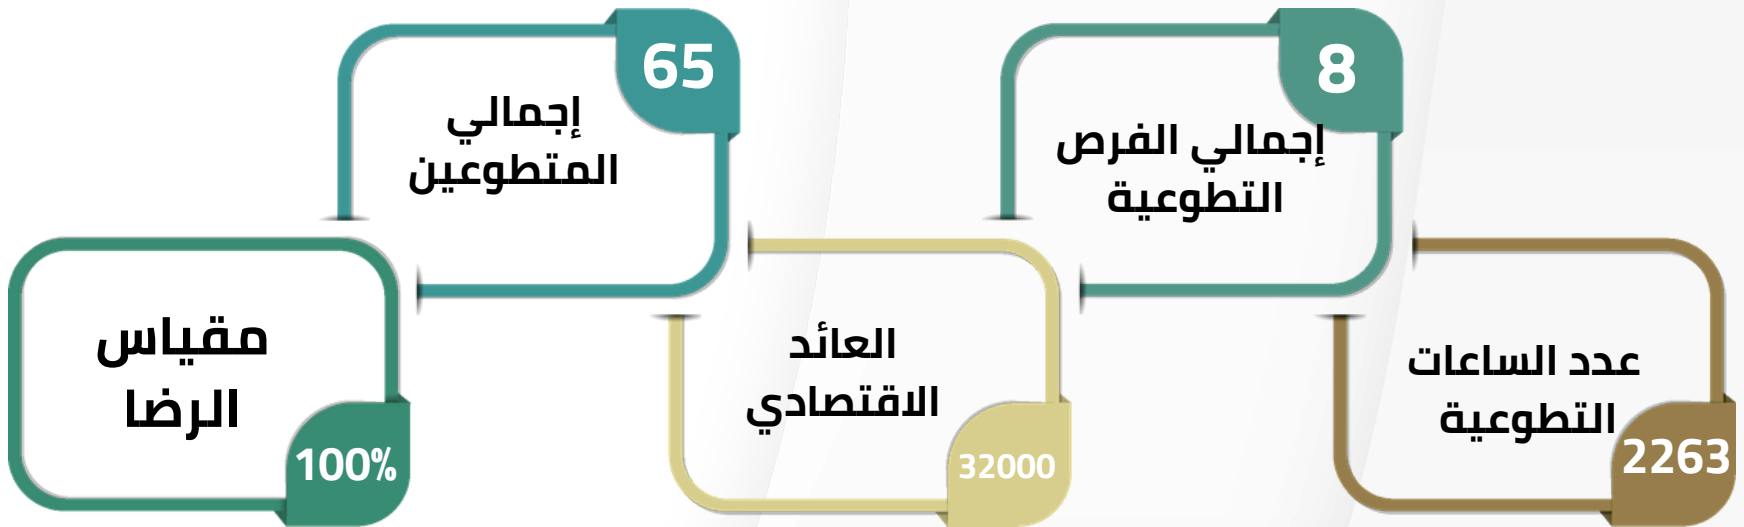 8
إجمالي الفرص
التطوعية
65
إجمالي
المتطوعين
عدد الساعات
التطوعية
2263
العائد
الاقتصادي
32000
مقياس
الرضا
100%